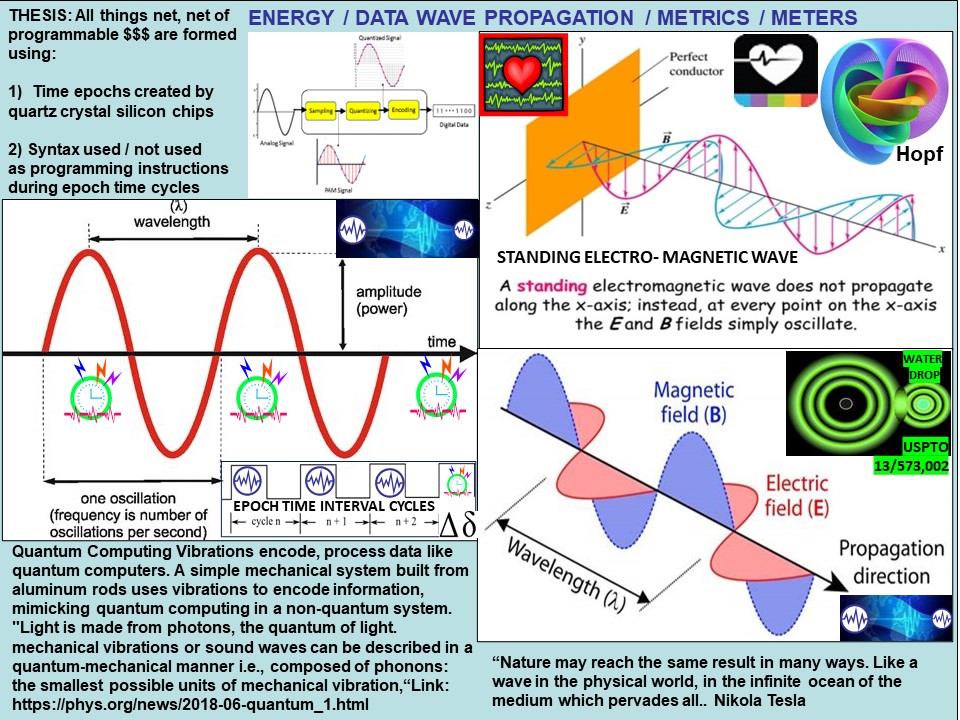 THESIS: All things net, net of
programmable $$$ are formed
using:
1) Time epochs created by
quartz crystal silicon chips
2) Syntax used / not used
as programming instructions
during epoch time cycles
ENERGY / DATA WAVE PROPAGATION / METRICS / METERS
Quantized Signal
Sampling
Quantizing
Encoding
11····1100
Digital Data
Analog Signal
PAM Signal
y
Perfect
conductor
B
E
z
x
Hopf
STANDING ELECTRO- MAGNETIC WAVE
A standing electromagnetic wave does not propagate
along the x-axis; instead, at every point on the x-axis
the E and B fields simply oscillate.
(λ)
wavelength
amplitude
(power)
time
one oscillation
(frequency is number of
oscillations per second)
EPOCH TIME INTERVAL CYCLES
cycle n
n + 1
n + 2
Δδ
Magnetic
field (B)
Electric
field (E)
Wavelength (λ)
Propagation
direction
WATER
DROP
USPTO
13/573,002
Quantum Computing Vibrations encode, process data like
quantum computers. A simple mechanical system built from
aluminum rods uses vibrations to encode information,
mimicking quantum computing in a non-quantum system.
"Light is made from photons, the quantum of light.
mechanical vibrations or sound waves can be described in a
quantum-mechanical manner i.e., composed of phonons:
the smallest possible units of mechanical vibration,“Link:
https://phys.org/news/2018-06-quantum_1.html
“Nature may reach the same result in many ways. Like a
wave in the physical world, in the infinite ocean of the
medium which pervades all.. Nikola Tesla